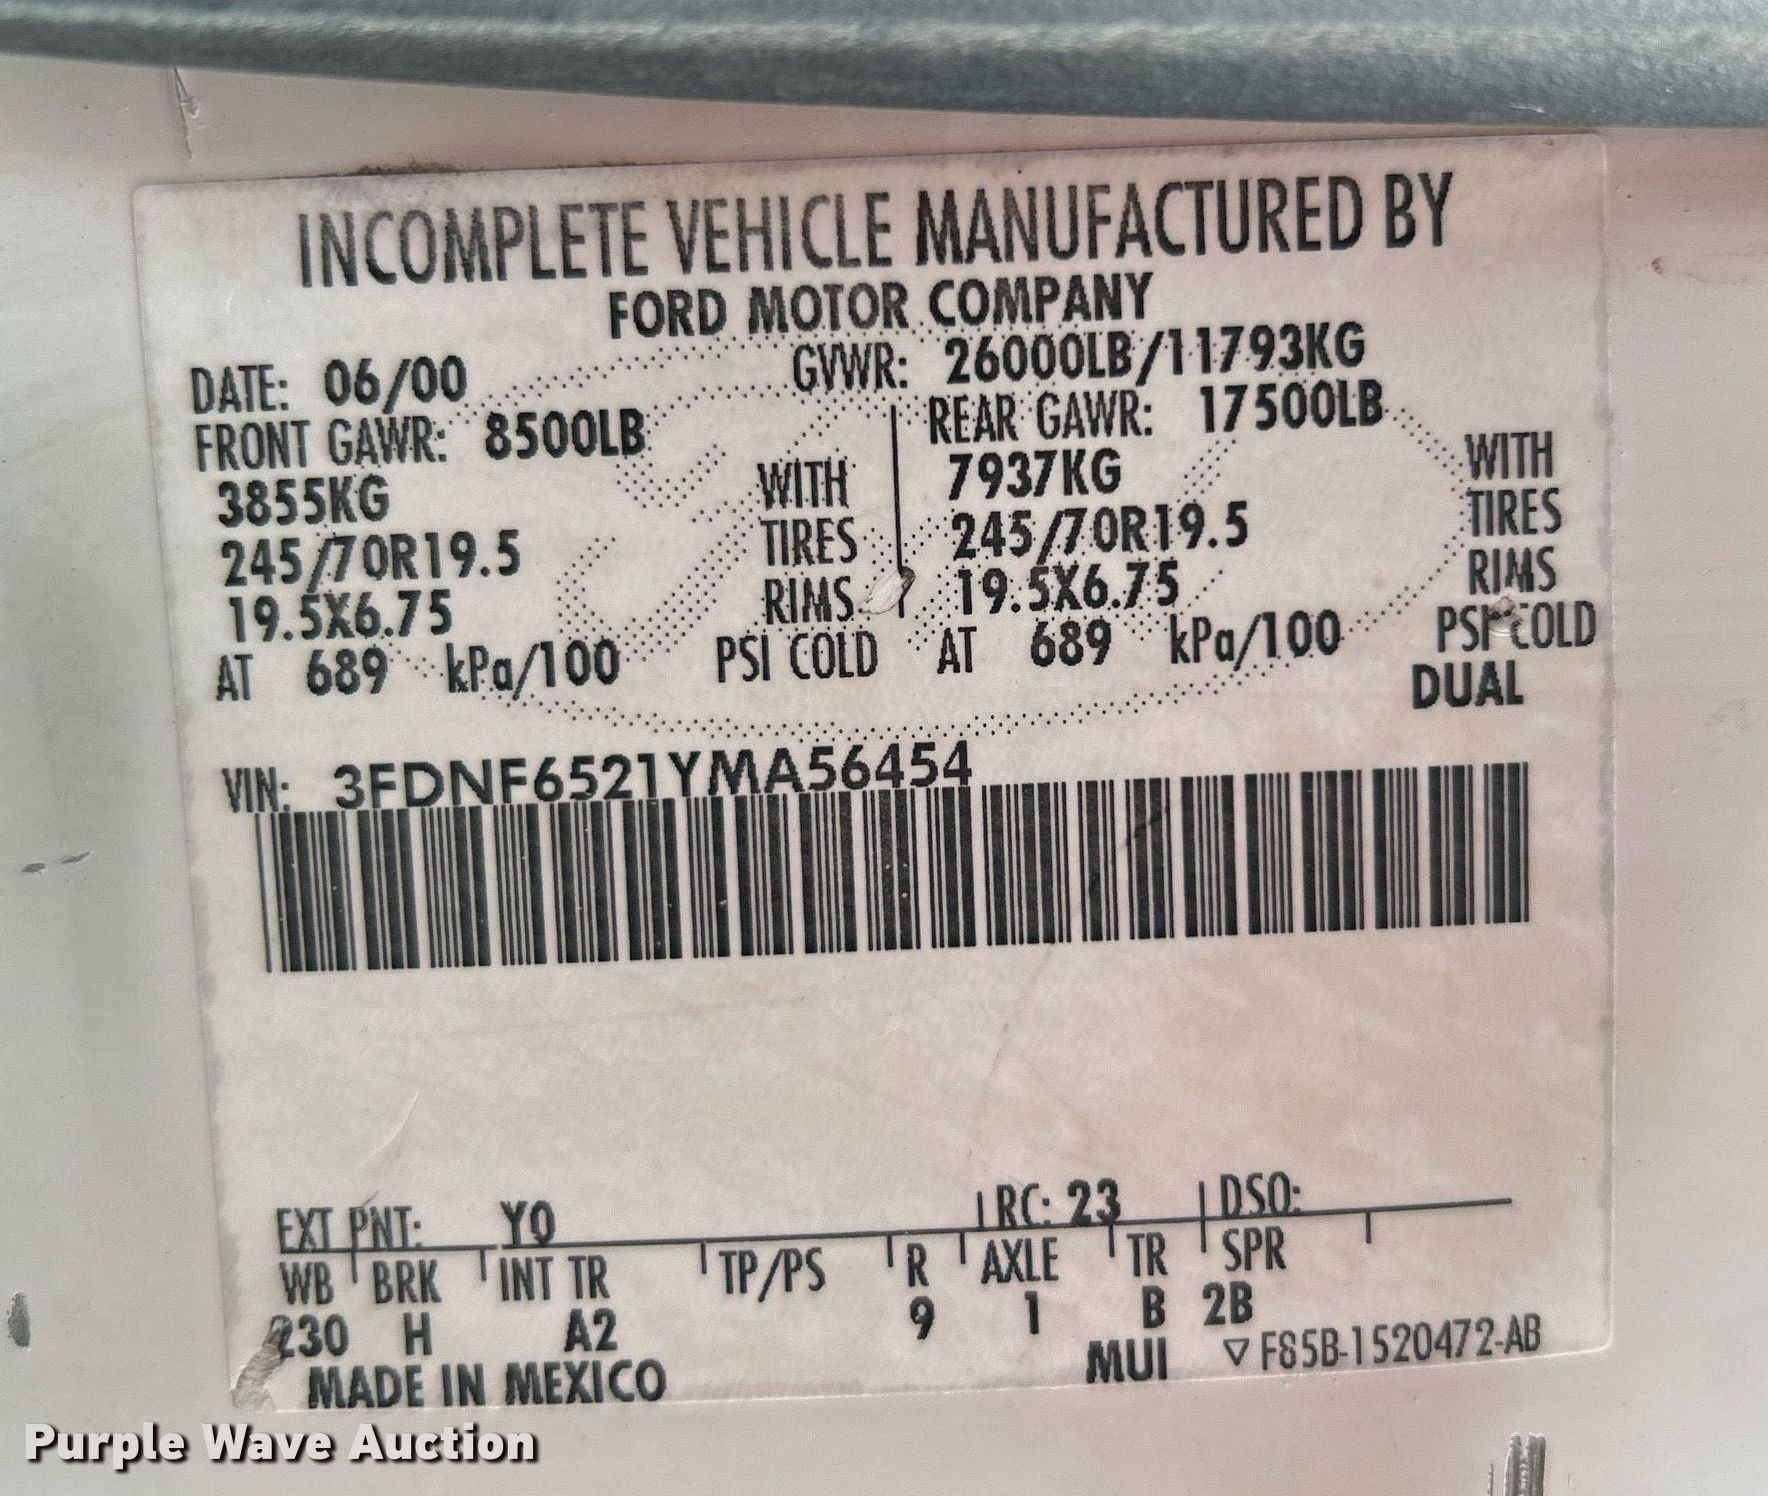 INCOMPLETE VEHICLE MANUFACTURED BY
FORD MOTOR COMPANY
DATE: 06/00 GVWR: 26000LB/11793KG
FRONT GAWR: 8500LB REAR GAWR: 17500LB
3855KG WITH 7937KG WITH
245/70R19.5 TIRES 245/70R19.5 TIRES
19.5X6.75 RIMS 19.5X6.75 RIMS
AT 689 kPa/100 PSI COLD AT 689 kPa/100 PSI COLD
DUAL
VIN: 3FDNF6521YMA56454
EXT PNT: YO RC: 23 DSO:
WB BRK INT TR TP/PS R AXLE TR SPR
230 H A2 9 1 B 2B
MADE IN MEXICO MUI ▽ F85B-1520472-AB
Purple Wave Auction